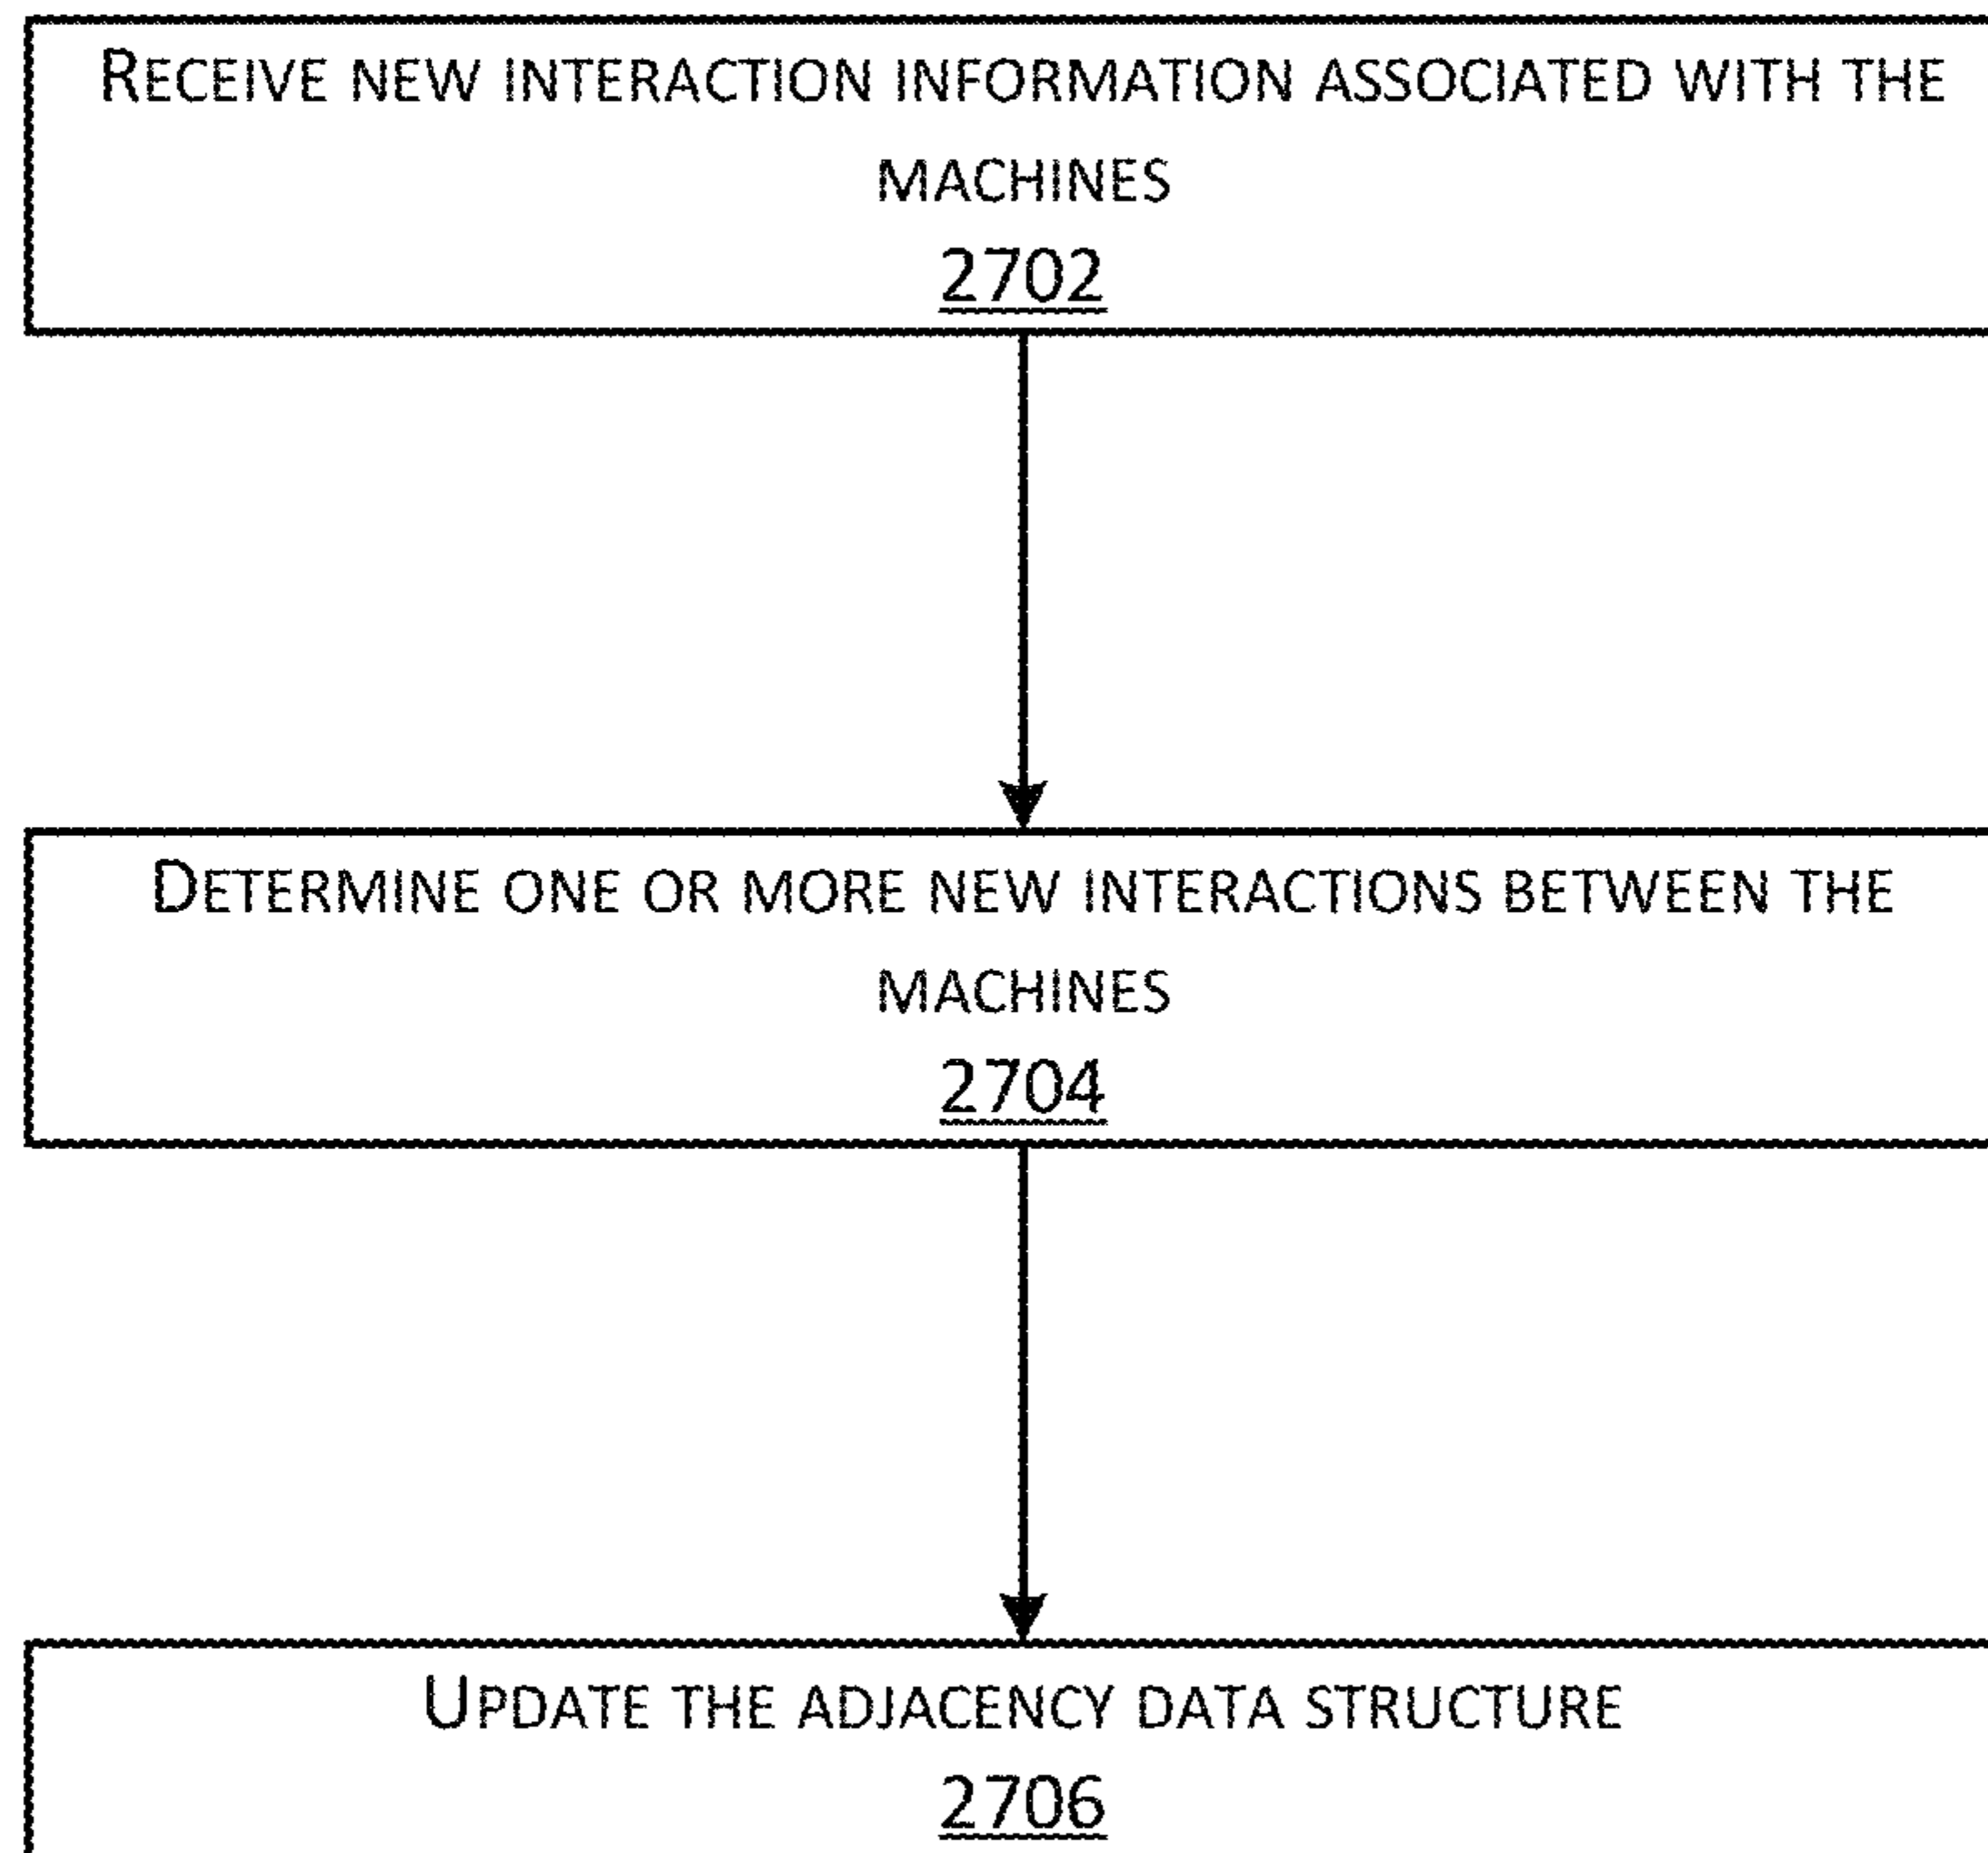 RECEIVE NEW INTERACTION INFORMATION ASSOCIATED WITH THE
MACHINES
2702
DETERMINE ONE OR MORE NEW INTERACTIONS BETWEEN THE
MACHINES
2704
UPDATE THE ADJACENCY DATA STRUCTURE
2706